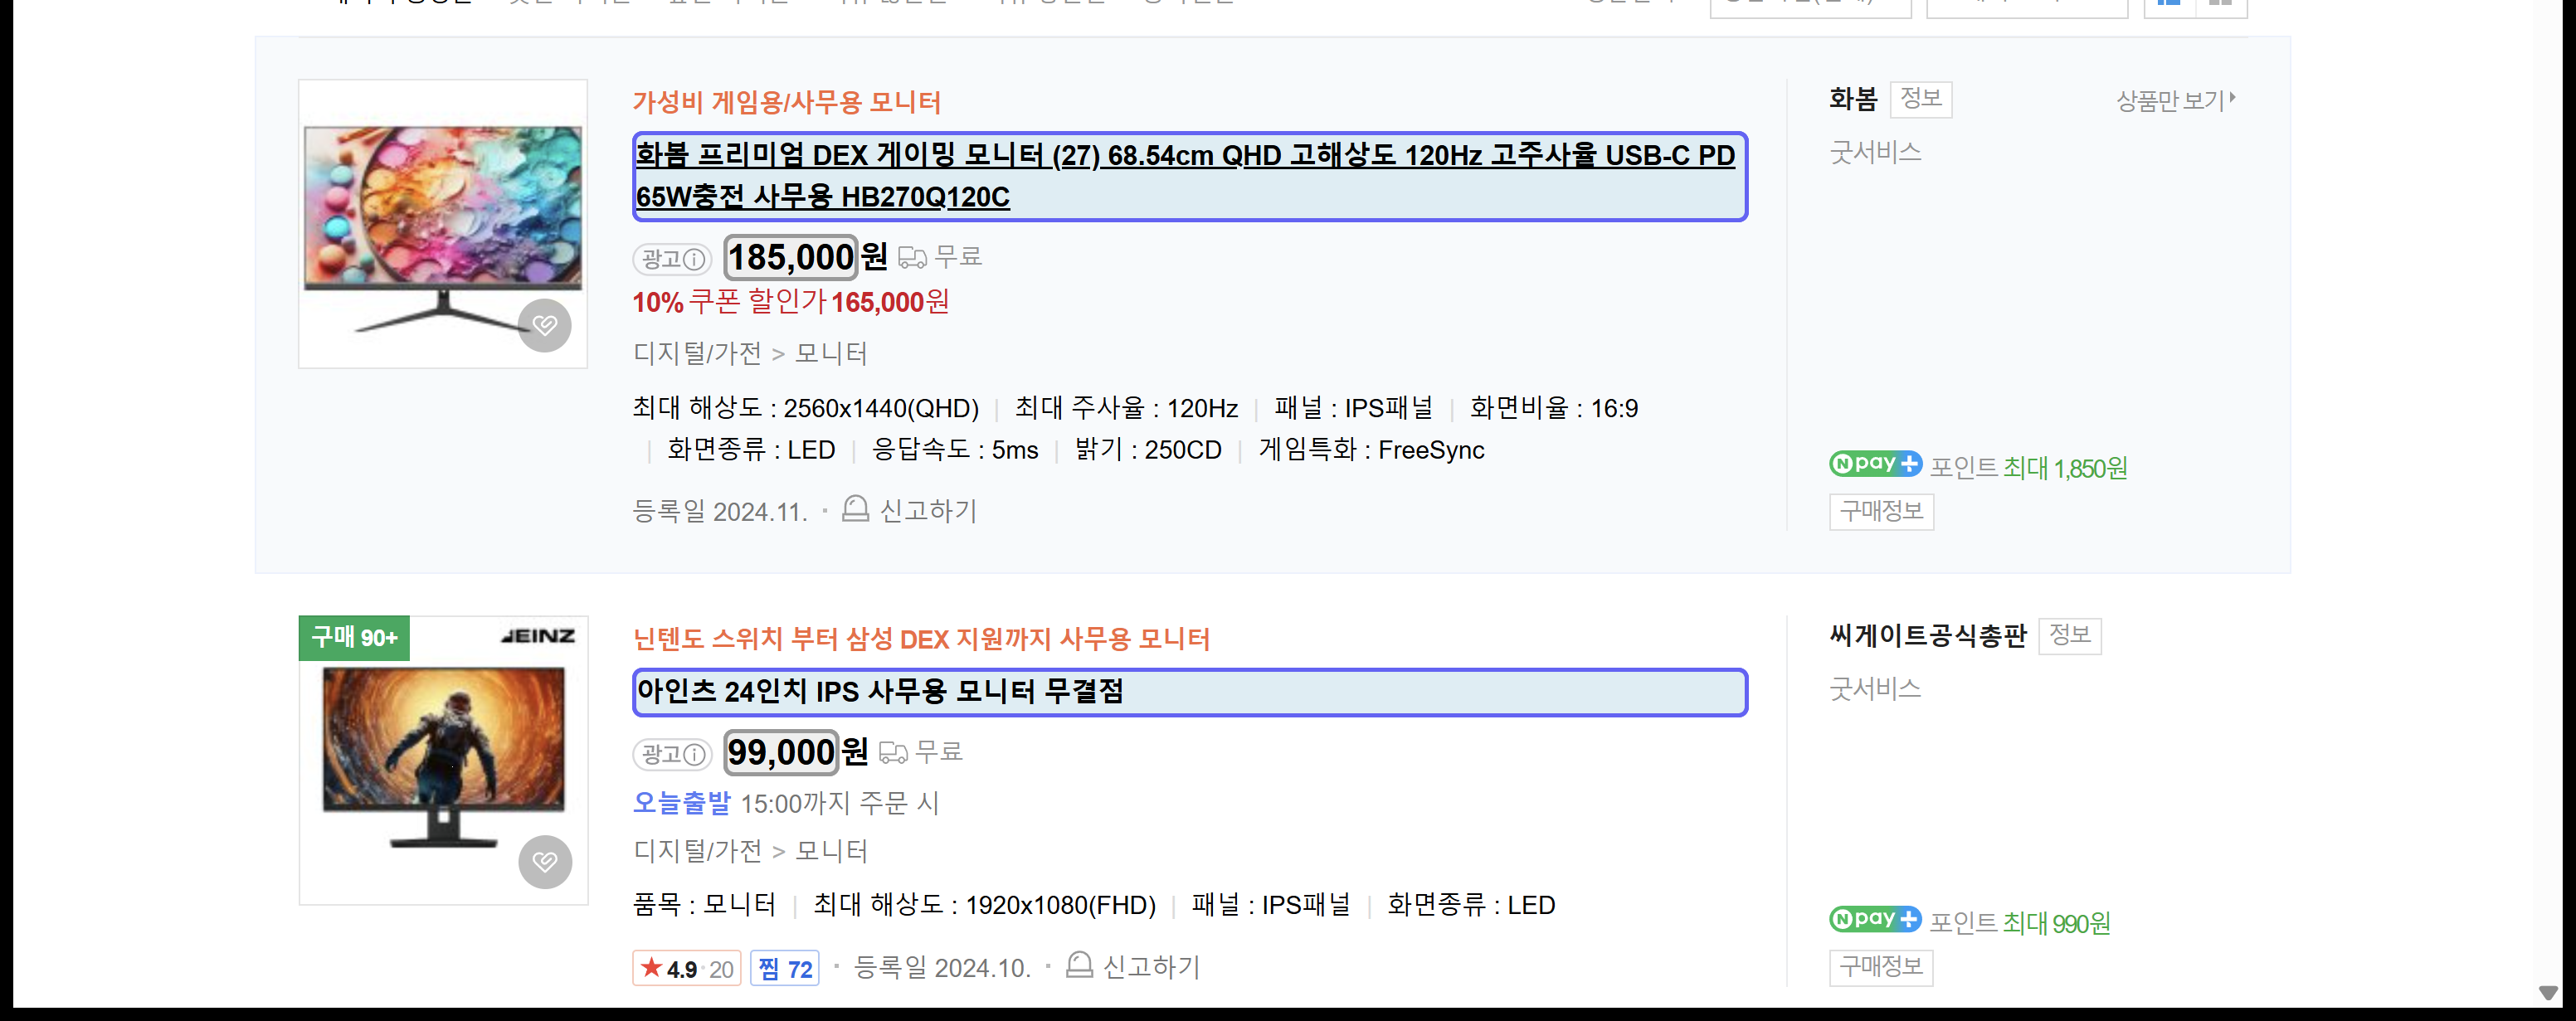 가성비 게임용/사무용 모니터
화봄 프리미엄 DEX 게이밍 모니터 (27) 68.54cm QHD 고해상도 120Hz 고주사율 USB-C PD
65W충전 사무용 HB270Q120C
광고 185,000원 무료
10% 쿠폰 할인가 165,000원
디지털/가전 > 모니터
최대 해상도 : 2560x1440(QHD) | 최대 주사율 : 120Hz | 패널 : IPS패널 | 화면비율 : 16:9
| 화면종류 : LED | 응답속도 : 5ms | 밝기 : 250CD | 게임특화 : FreeSync
등록일 2024.11. · 신고하기
화봄 정보 상품만 보기
굿서비스
N pay+ 포인트 최대 1,850원
구매정보
구매 90+
JEINZ
닌텐도 스위치 부터 삼성 DEX 지원까지 사무용 모니터
아인츠 24인치 IPS 사무용 모니터 무결점
광고 99,000원 무료
오늘출발 15:00까지 주문 시
디지털/가전 > 모니터
품목 : 모니터 | 최대 해상도 : 1920x1080(FHD) | 패널 : IPS패널 | 화면종류 : LED
★ 4.9 · 20 찜 72 · 등록일 2024.10. · 신고하기
씨게이트공식총판 정보
굿서비스
N pay+ 포인트 최대 990원
구매정보